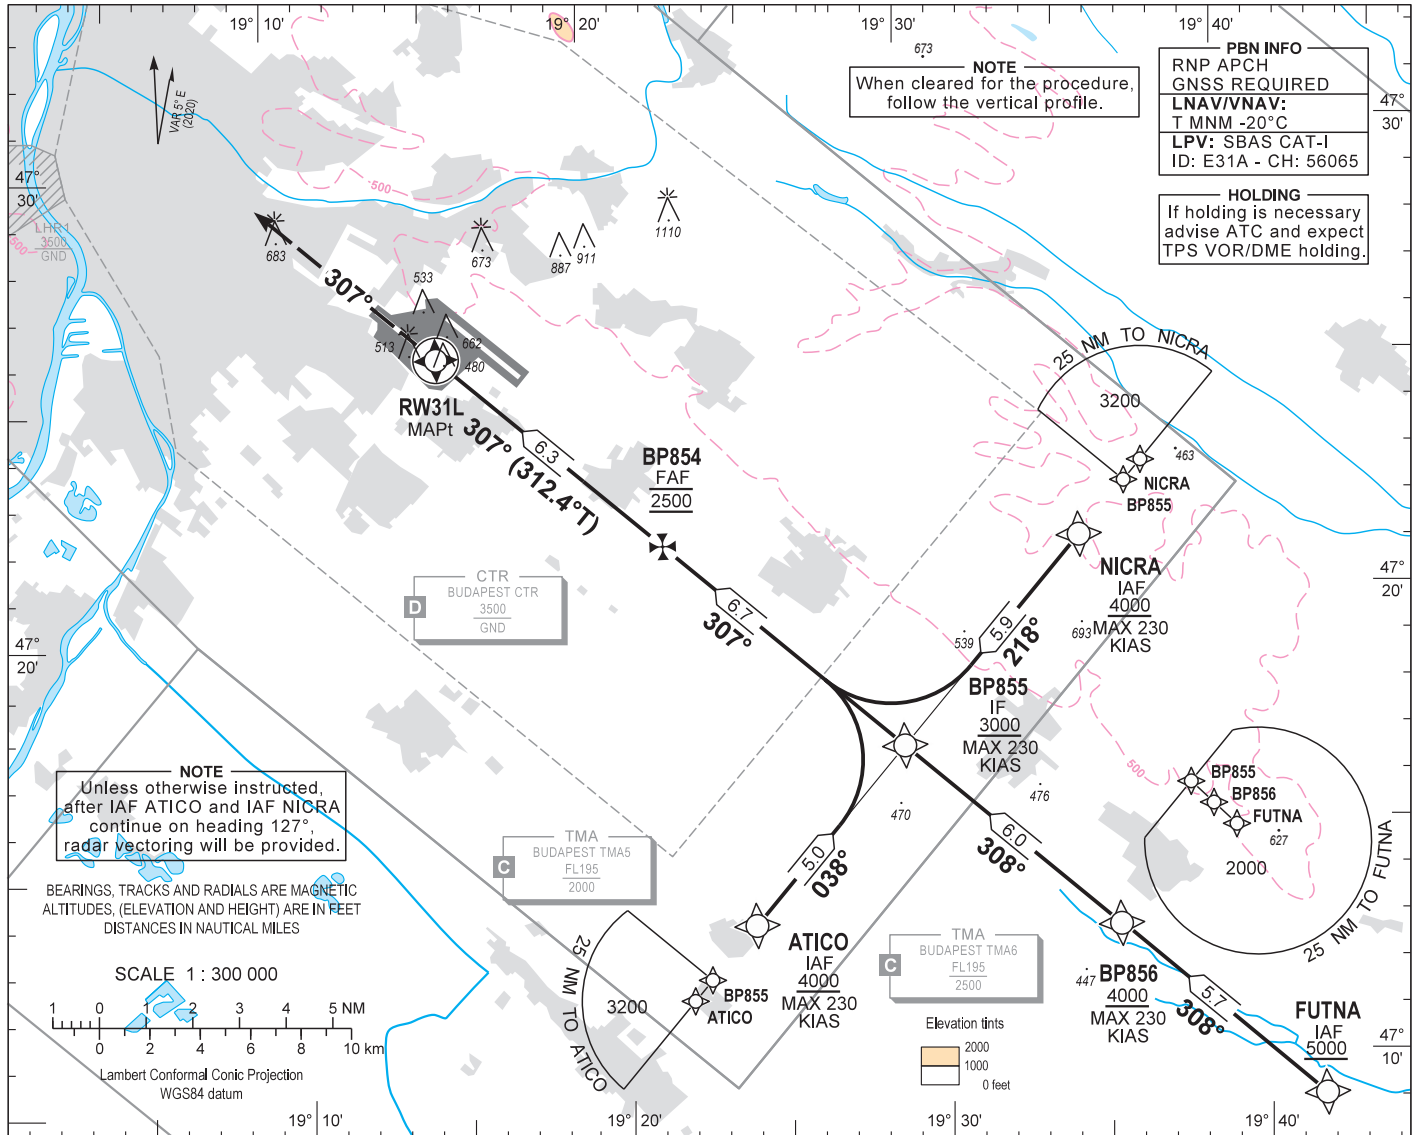 19° 10'
19° 20'
19° 30'
19° 40'
673
NOTE
When cleared for the procedure,
follow the vertical profile.
PBN INFO
RNP APCH
GNSS REQUIRED
LNAV/VNAV:
T MNM -20°C
LPV: SBAS CAT-I
ID: E31A - CH: 56065
47°
30'
HOLDING
If holding is necessary
advise ATC and expect
TPS VOR/DME holding.
VAR 5° E
(2020)
47°
30'
LHR1
3500
GND
500
500
683
673
887
911
1110
307°
533
513
662
480
RW31L
MAPt
307° (312.4°T)
6.3
BP854
FAF
2500
25 NM TO NICRA
3200
463
NICRA
BP855
NICRA
IAF
4000
MAX 230
KIAS
693
539
5.9
218°
47°
20'
CTR
BUDAPEST CTR
3500
GND
D
6.7
307°
47°
20'
BP855
IF
3000
MAX 230
KIAS
500
476
470
BP855
BP856
FUTNA
627
2000
25 NM TO FUTNA
NOTE
Unless otherwise instructed,
after IAF ATICO and IAF NICRA
continue on heading 127°,
radar vectoring will be provided.
TMA
BUDAPEST TMA5
FL195
2000
C
5.0
038°
6.0
308°
BEARINGS, TRACKS AND RADIALS ARE MAGNETIC
ALTITUDES, (ELEVATION AND HEIGHT) ARE IN FEET
DISTANCES IN NAUTICAL MILES
SCALE 1 : 300 000
1 0 1 2 3 4 5 NM
0 2 4 6 8 10 km
Lambert Conformal Conic Projection
WGS84 datum
25 NM TO ATICO
3200
BP855
ATICO
ATICO
IAF
4000
MAX 230
KIAS
TMA
BUDAPEST TMA6
FL195
2500
C
Elevation tints
2000
1000
0 feet
447
BP856
4000
MAX 230
KIAS
5.7
308°
FUTNA
IAF
5000
47°
10'
19° 10'
19° 20'
19° 30'
19° 40'